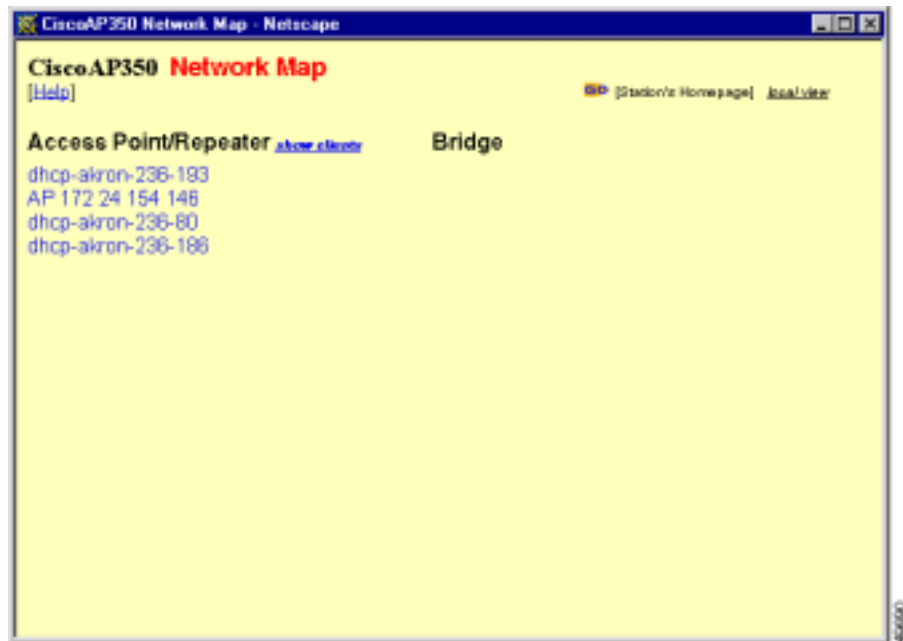 CiscoAP350 Network Map - Netscape
CiscoAP350 Network Map
[Help]
GO [Station's Homepage] local view
Access Point/Repeater show clients Bridge
dhcp-akron-236-193
AP 172 24 154 146
dhcp-akron-236-80
dhcp-akron-236-186